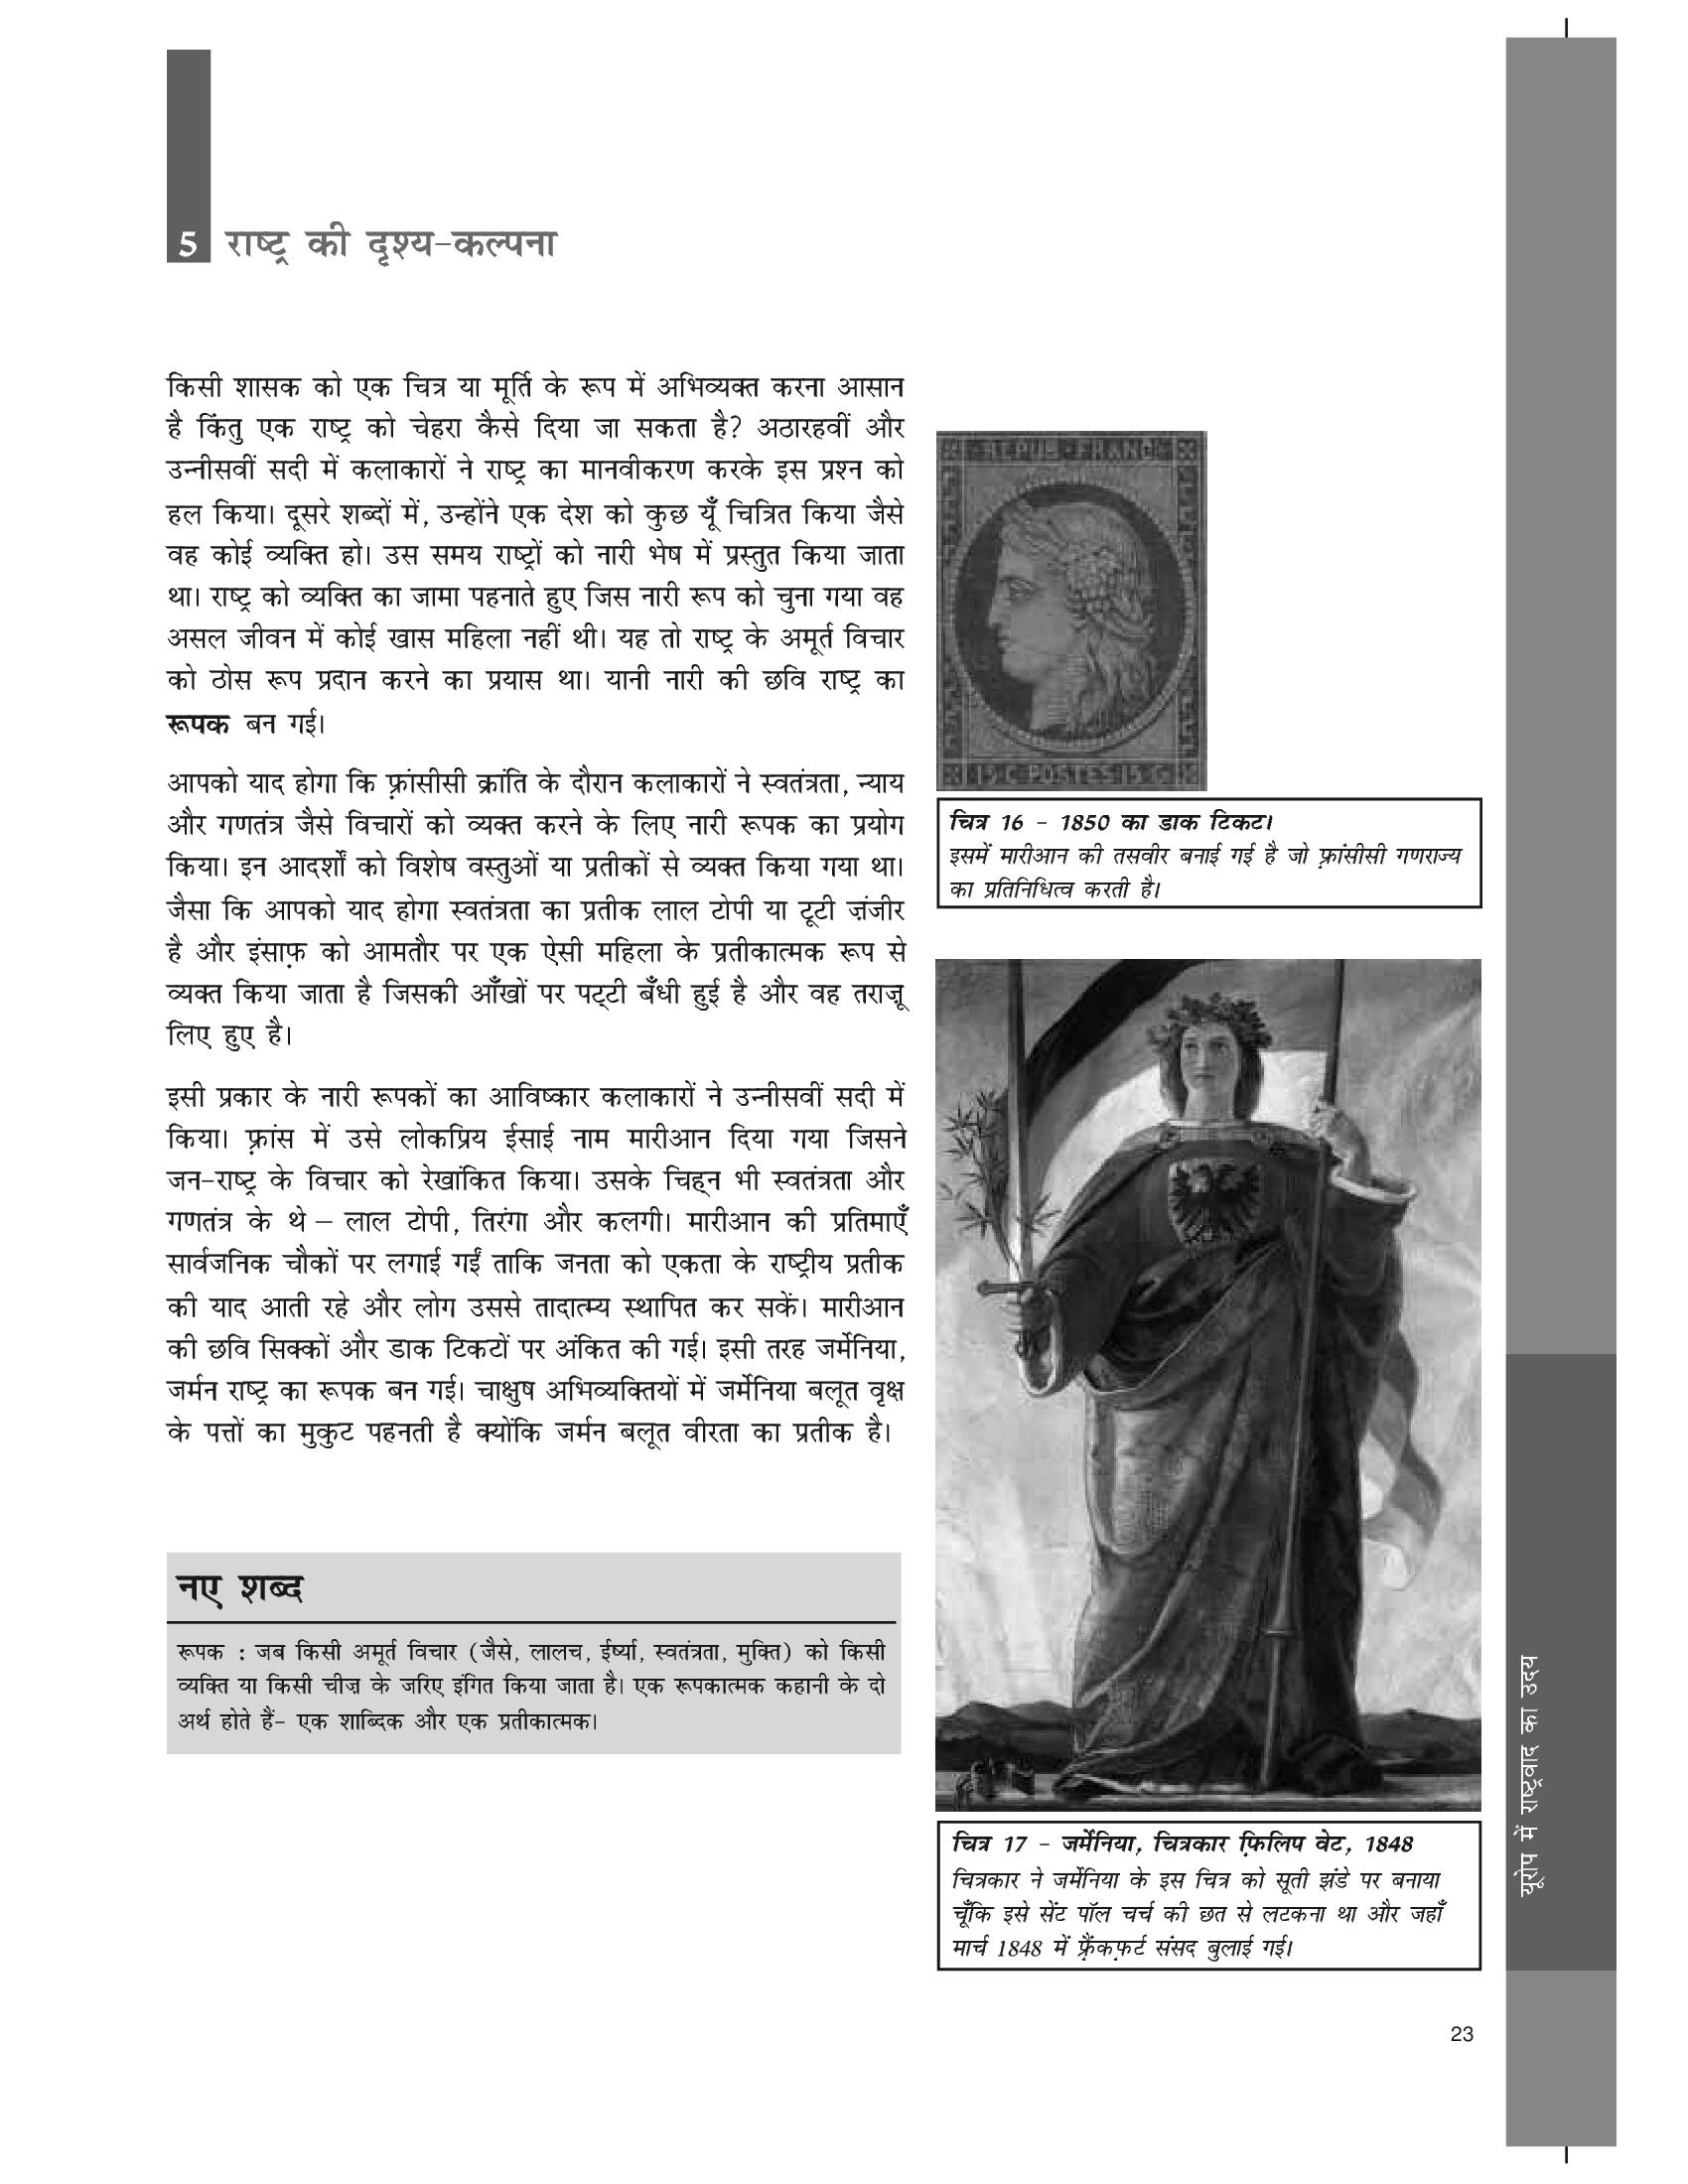 5 राष्ट्र की दृश्य-कल्पना
किसी शासक को एक चित्र या मूर्ति के रूप में अभिव्यक्त करना आसान
है किंतु एक राष्ट्र को चेहरा कैसे दिया जा सकता है? अठारहवीं और
उन्नीसवीं सदी में कलाकारों ने राष्ट्र का मानवीकरण करके इस प्रश्न को
हल किया। दूसरे शब्दों में, उन्होंने एक देश को कुछ यूँ चित्रित किया जैसे
वह कोई व्यक्ति हो। उस समय राष्ट्रों को नारी भेष में प्रस्तुत किया जाता
था। राष्ट्र को व्यक्ति का जामा पहनाते हुए जिस नारी रूप को चुना गया वह
असल जीवन में कोई खास महिला नहीं थी। यह तो राष्ट्र के अमूर्त विचार
को ठोस रूप प्रदान करने का प्रयास था। यानी नारी की छवि राष्ट्र का
रूपक बन गई।
आपको याद होगा कि फ़्रांसीसी क्रांति के दौरान कलाकारों ने स्वतंत्रता, न्याय
और गणतंत्र जैसे विचारों को व्यक्त करने के लिए नारी रूपक का प्रयोग
किया। इन आदर्शों को विशेष वस्तुओं या प्रतीकों से व्यक्त किया गया था।
जैसा कि आपको याद होगा स्वतंत्रता का प्रतीक लाल टोपी या टूटी ज़ंजीर
है और इंसाफ़ को आमतौर पर एक ऐसी महिला के प्रतीकात्मक रूप से
व्यक्त किया जाता है जिसकी आँखों पर पट्टी बँधी हुई है और वह तराज़ू
लिए हुए है।
इसी प्रकार के नारी रूपकों का आविष्कार कलाकारों ने उन्नीसवीं सदी में
किया। फ़्रांस में उसे लोकप्रिय ईसाई नाम मारीआन दिया गया जिसने
जन-राष्ट्र के विचार को रेखांकित किया। उसके चिह्न भी स्वतंत्रता और
गणतंत्र के थे – लाल टोपी, तिरंगा और कलगी। मारीआन की प्रतिमाएँ
सार्वजनिक चौकों पर लगाई गईं ताकि जनता को एकता के राष्ट्रीय प्रतीक
की याद आती रहे और लोग उससे तादात्म्य स्थापित कर सकें। मारीआन
की छवि सिक्कों और डाक टिकटों पर अंकित की गई। इसी तरह जर्मेनिया,
जर्मन राष्ट्र का रूपक बन गई। चाक्षुष अभिव्यक्तियों में जर्मेनिया बलूत वृक्ष
के पत्तों का मुकुट पहनती है क्योंकि जर्मन बलूत वीरता का प्रतीक है।
नए शब्द
रूपक : जब किसी अमूर्त विचार (जैसे, लालच, ईर्ष्या, स्वतंत्रता, मुक्ति) को किसी
व्यक्ति या किसी चीज़ के जरिए इंगित किया जाता है। एक रूपकात्मक कहानी के दो
अर्थ होते हैं- एक शाब्दिक और एक प्रतीकात्मक।
REPUB · FRANC
15 C POSTES 15 C
चित्र 16 - 1850 का डाक टिकट।
इसमें मारीआन की तसवीर बनाई गई है जो फ़्रांसीसी गणराज्य
का प्रतिनिधित्व करती है।
चित्र 17 - जर्मेनिया, चित्रकार फ़िलिप वेट, 1848
चित्रकार ने जर्मेनिया के इस चित्र को सूती झंडे पर बनाया
चूँकि इसे सेंट पॉल चर्च की छत से लटकना था और जहाँ
मार्च 1848 में फ़्रैंकफ़र्ट संसद बुलाई गई।
यूरोप में राष्ट्रवाद का उदय
23